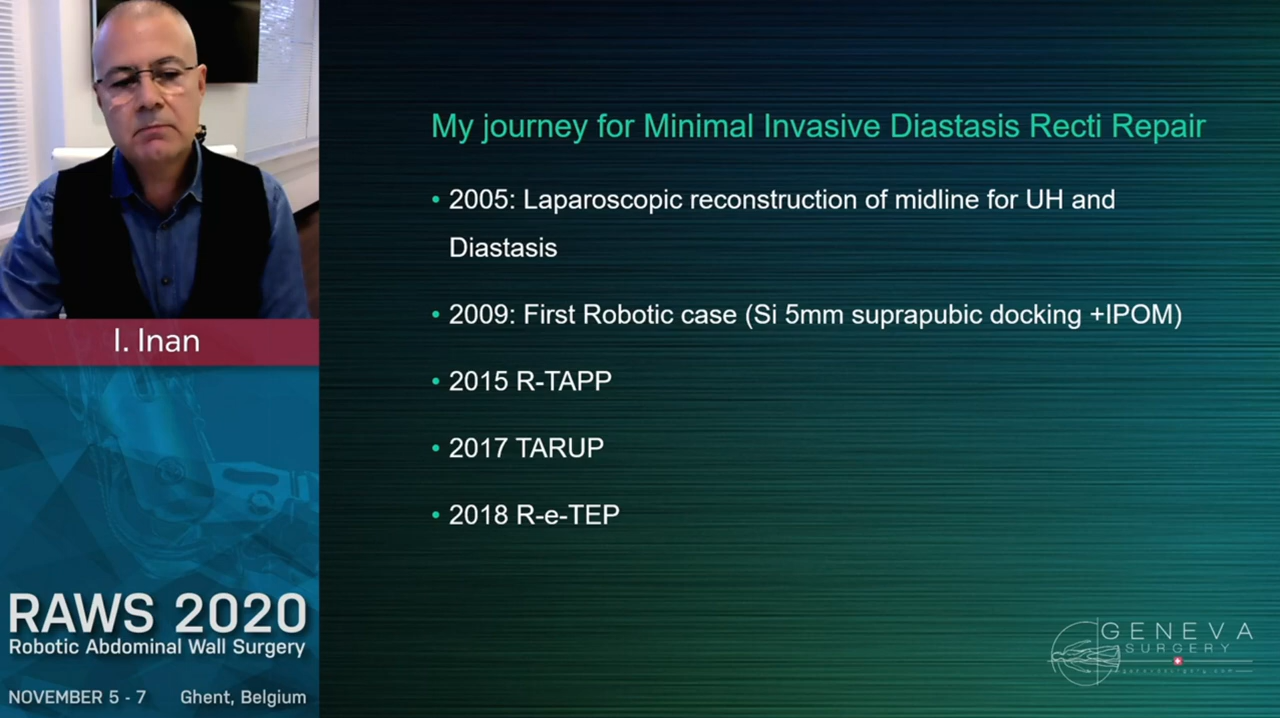 I. Inan
RAWS 2020
Robotic Abdominal Wall Surgery
NOVEMBER 5 - 7 Ghent, Belgium
My journey for Minimal Invasive Diastasis Recti Repair
• 2005: Laparoscopic reconstruction of midline for UH and
Diastasis
• 2009: First Robotic case (Si 5mm suprapubic docking +IPOM)
• 2015 R-TAPP
• 2017 TARUP
• 2018 R-e-TEP
GENEVA
SURGERY